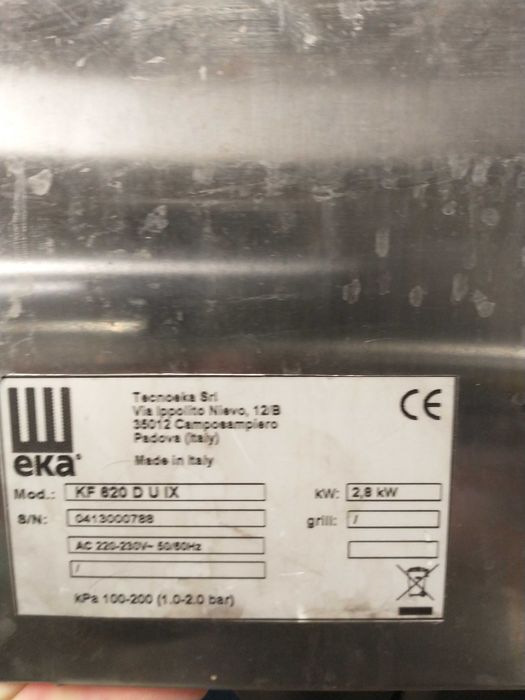 Tecnoeka Srl
Via Ippolito Nievo, 12/B
35012 Camposampiero
Padova (Italy)
CE
eka
Made in Italy
Mod.: KF 620 D U IX
kW: 2,8 kW
S/N: 0413000788
grill: /
AC 220-230V~ 50/60Hz
/
kPa 100-200 (1.0-2.0 bar)